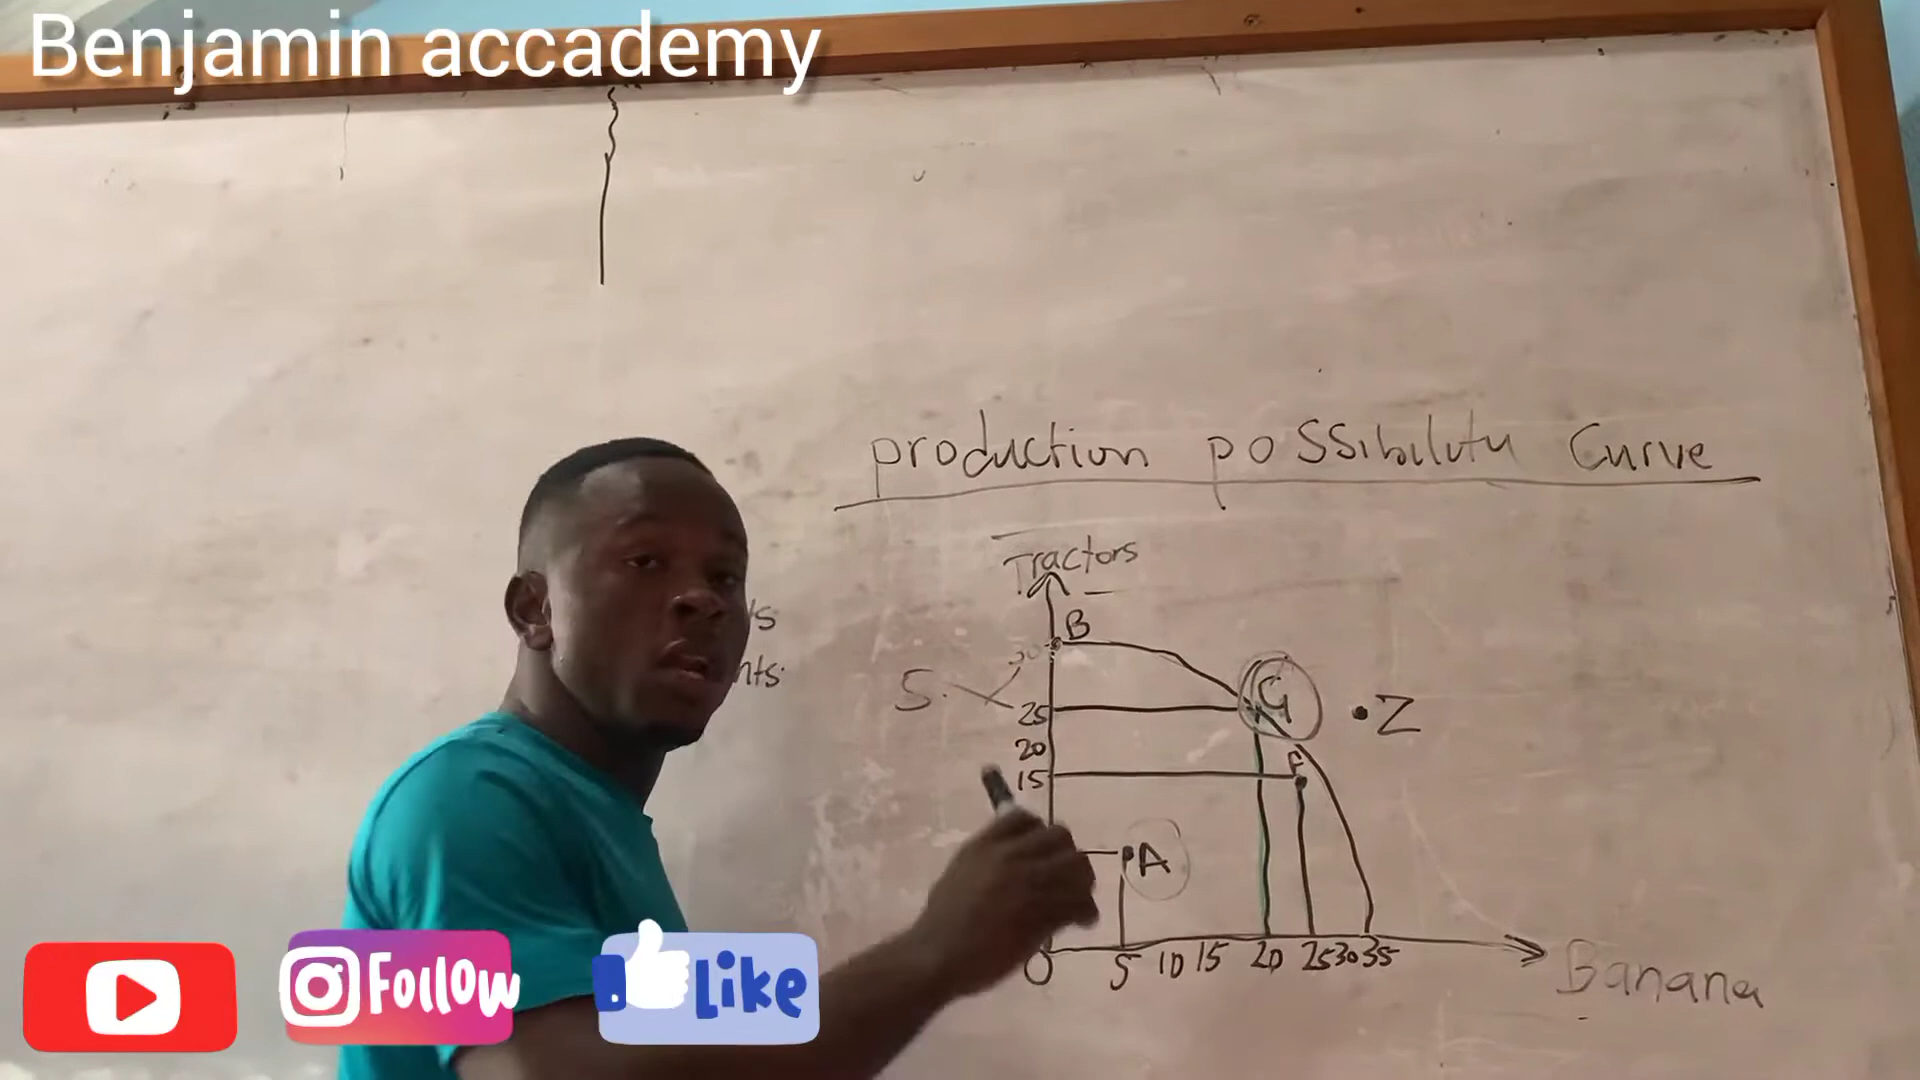 Benjamin accademy
production possibility Curve
Tractors
B
30
S.
G
25
• Z
20
F
15
A
O 5 10 15 20 25 30 35
Banana
Follow
Like